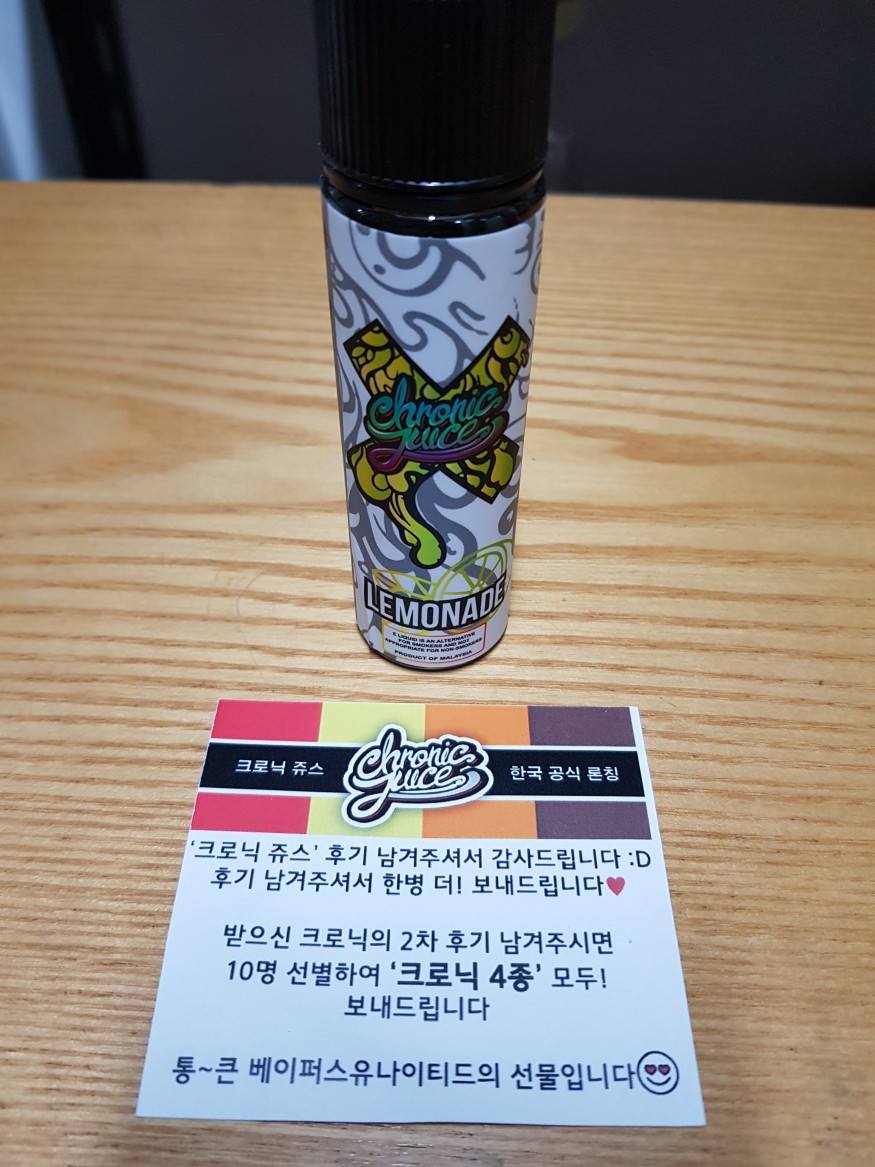 Chronic
Juice
LEMONADE
E LIQUID IS AN ALTERNATIVE
FOR SMOKERS AND NOT
APPROPRIATE FOR NON-SMOKERS
PRODUCT OF MALAYSIA
크로닉 쥬스
Chronic
Juice
한국 공식 론칭
'크로닉 쥬스' 후기 남겨주셔서 감사드립니다 :D
후기 남겨주셔서 한병 더! 보내드립니다♥
받으신 크로닉의 2차 후기 남겨주시면
10명 선별하여 '크로닉 4종' 모두!
보내드립니다
통~큰 베이퍼스유나이티드의 선물입니다😍